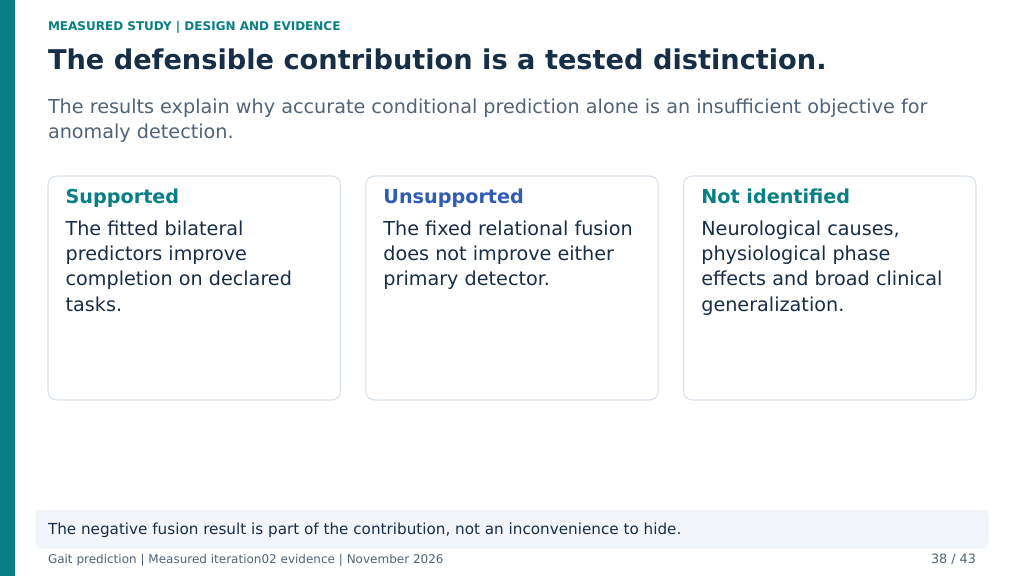 MEASURED STUDY | DESIGN AND EVIDENCE
The defensible contribution is a tested distinction.
The results explain why accurate conditional prediction alone is an insufficient objective for
anomaly detection.
Supported
The fitted bilateral
predictors improve
completion on declared
tasks.
Unsupported
The fixed relational fusion
does not improve either
primary detector.
Not identified
Neurological causes,
physiological phase
effects and broad clinical
generalization.
The negative fusion result is part of the contribution, not an inconvenience to hide.
Gait prediction | Measured iteration02 evidence | November 2026
38 / 43